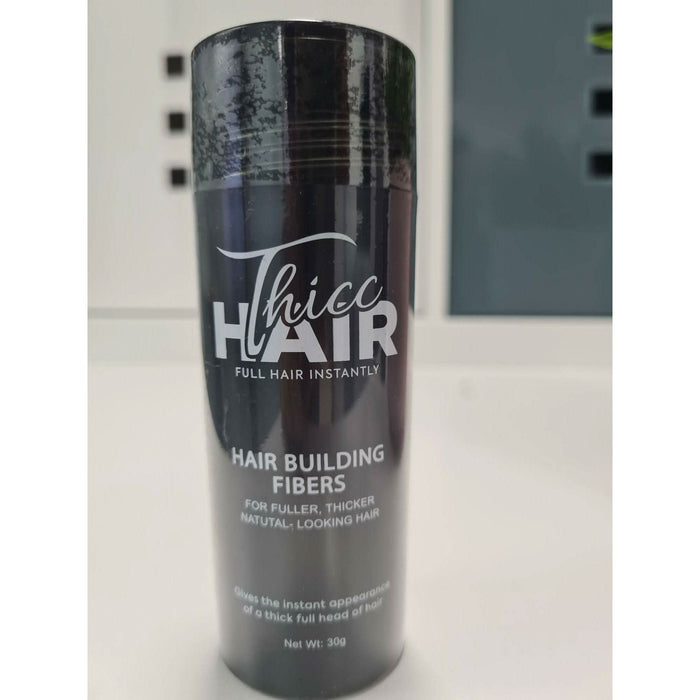 Thicc
HAIR
FULL HAIR INSTANTLY
HAIR BUILDING
FIBERS
FOR FULLER, THICKER
NATUTAL- LOOKING HAIR
Gives the instant appearance
of a thick full head of hair
Net Wt: 30g